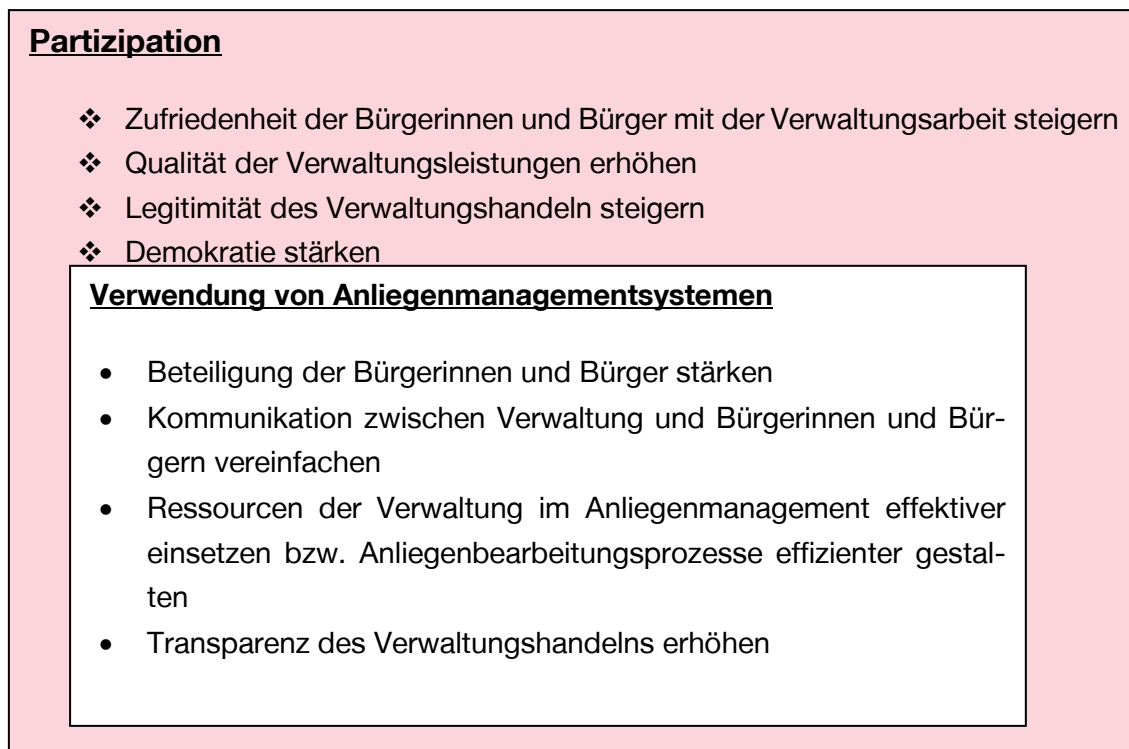 Partizipation
❖ Zufriedenheit der Bürgerinnen und Bürger mit der Verwaltungsarbeit steigern
❖ Qualität der Verwaltungsleistungen erhöhen
❖ Legitimität des Verwaltungshandeln steigern
❖ Demokratie stärken
Verwendung von Anliegenmanagementsystemen
• Beteiligung der Bürgerinnen und Bürger stärken
• Kommunikation zwischen Verwaltung und Bürgerinnen und Bür-
gern vereinfachen
• Ressourcen der Verwaltung im Anliegenmanagement effektiver
einsetzen bzw. Anliegenbearbeitungsprozesse effizienter gestal-
ten
• Transparenz des Verwaltungshandelns erhöhen